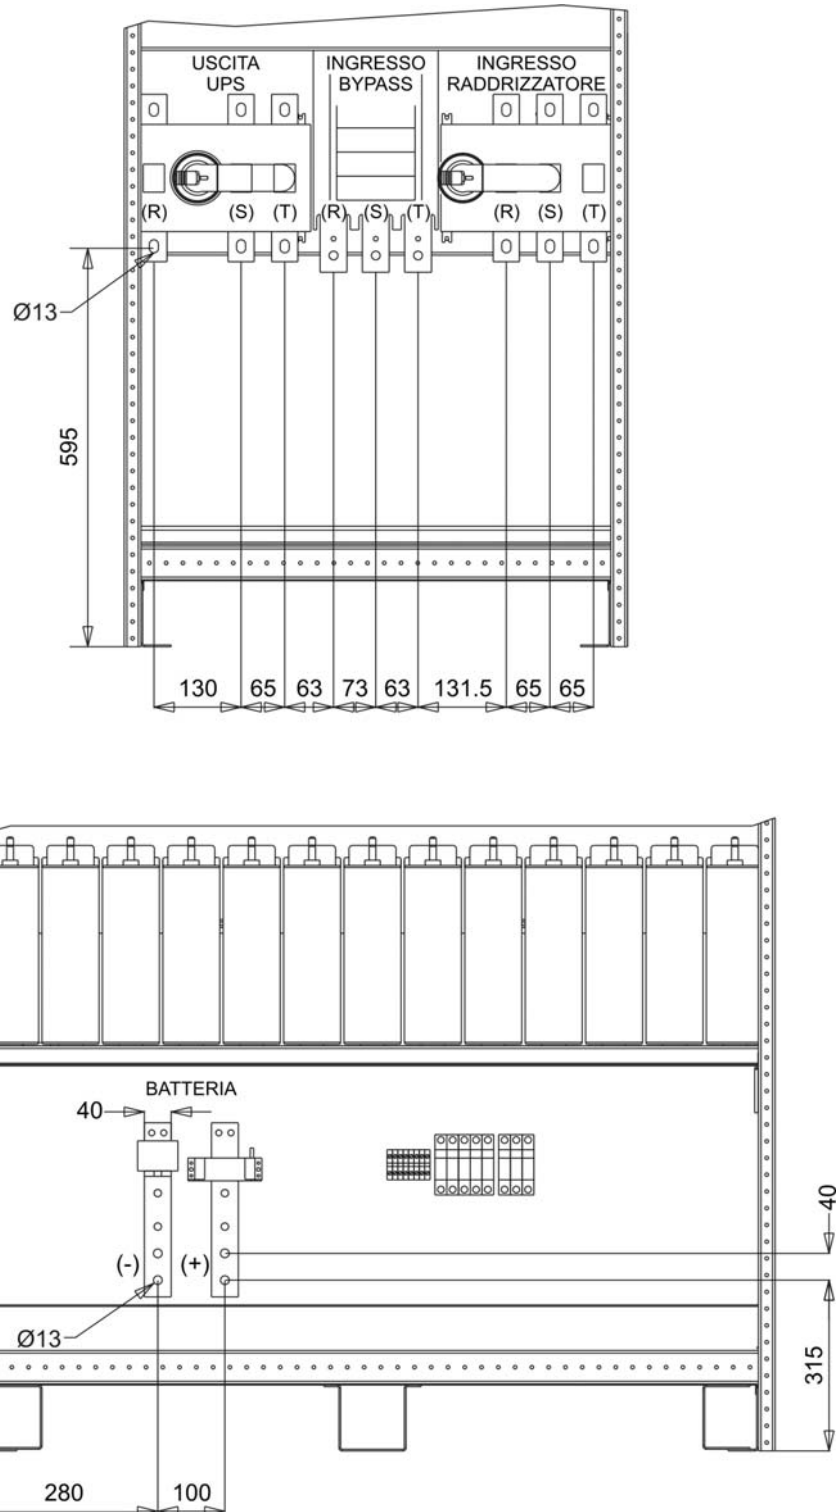 USCITA
UPS
INGRESSO
BYPASS
INGRESSO
RADDRIZZATORE
(R) (S) (T) (R) (S) (T) (R) (S) (T)
Ø13
595
130 65 63 73 63 131.5 65 65
BATTERIA
40
40
(-) (+)
Ø13
315
280 100